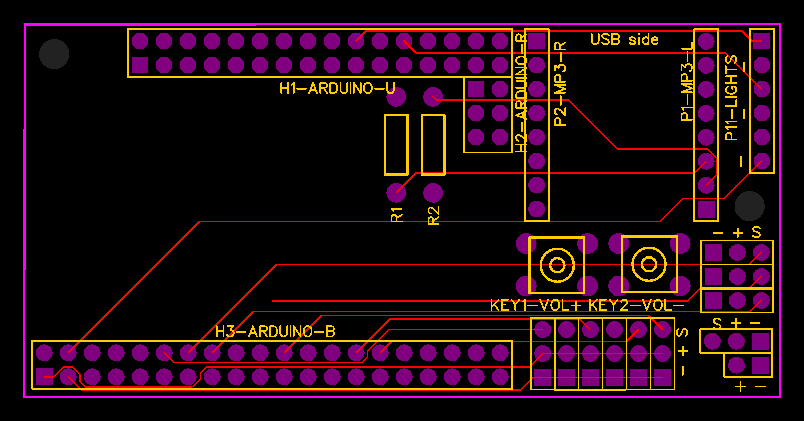 USB side
H1-ARDUINO-U
H2-ARDUINO-R
P2-MP3-R
P1-MP3-L
P11-LIGHTS
-
-
-
R1
R2
- + S
KEY1-VOL+
KEY2-VOL-
H3-ARDUINO-B
- + S
S + -
+ -